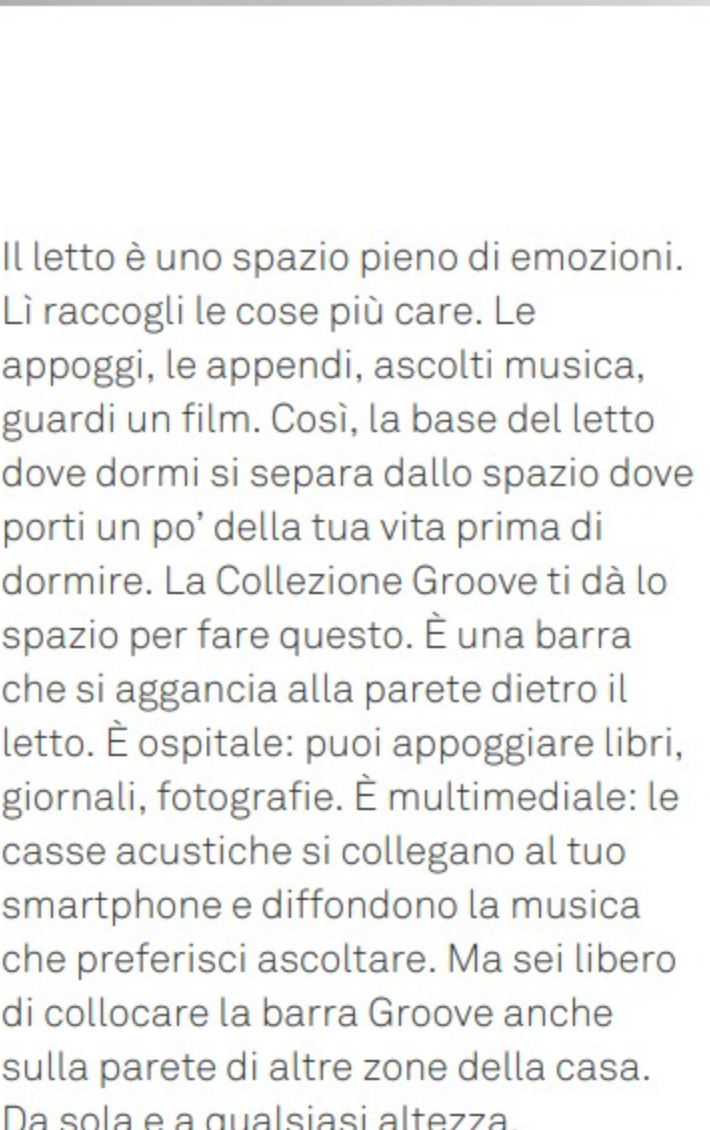 Il letto è uno spazio pieno di emozioni.
Lì raccogli le cose più care. Le
appoggi, le appendi, ascolti musica,
guardi un film. Così, la base del letto
dove dormi si separa dallo spazio dove
porti un po’ della tua vita prima di
dormire. La Collezione Groove ti dà lo
spazio per fare questo. È una barra
che si aggancia alla parete dietro il
letto. È ospitale: puoi appoggiare libri,
giornali, fotografie. È multimediale: le
casse acustiche si collegano al tuo
smartphone e diffondono la musica
che preferisci ascoltare. Ma sei libero
di collocare la barra Groove anche
sulla parete di altre zone della casa.
Da sola e a qualsiasi altezza.